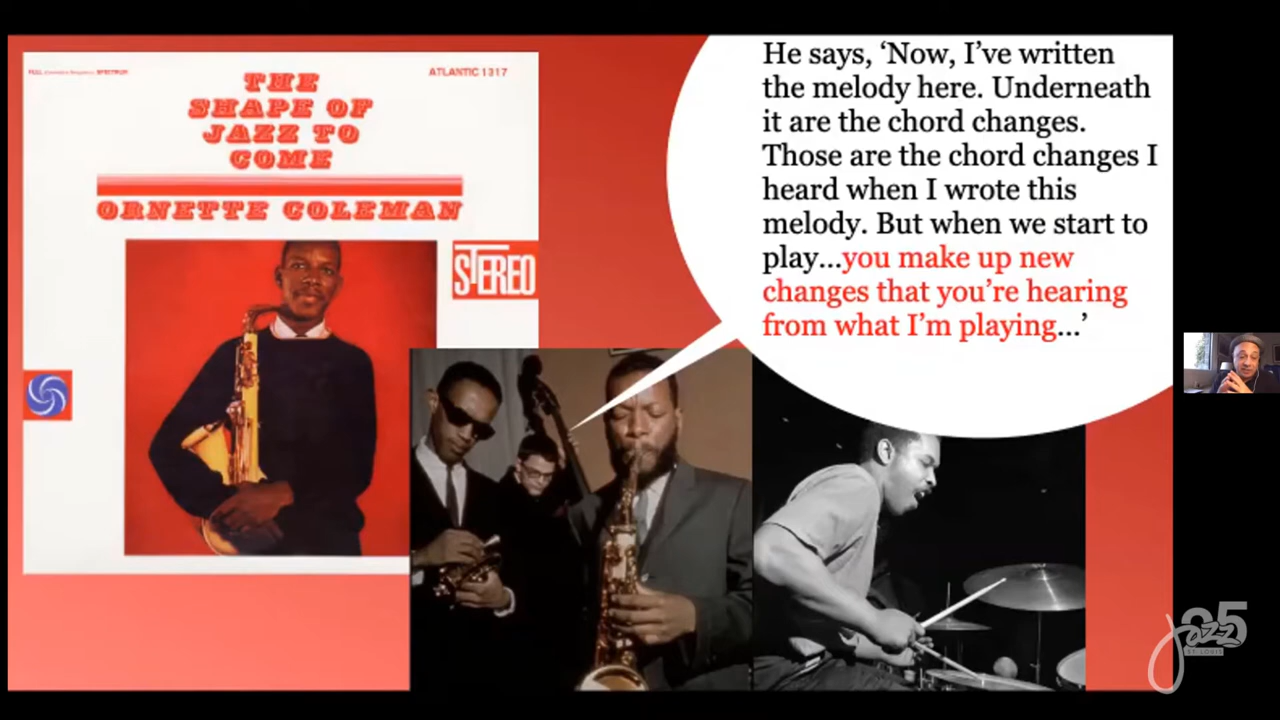 ATLANTIC 1317
THE
SHAPE OF
JAZZ TO
COME
ORNETTE COLEMAN
STEREO
He says, ‘Now, I’ve written
the melody here. Underneath
it are the chord changes.
Those are the chord changes I
heard when I wrote this
melody. But when we start to
play...you make up new
changes that you’re hearing
from what I’m playing...’
Jazz
25
ST. LOUIS